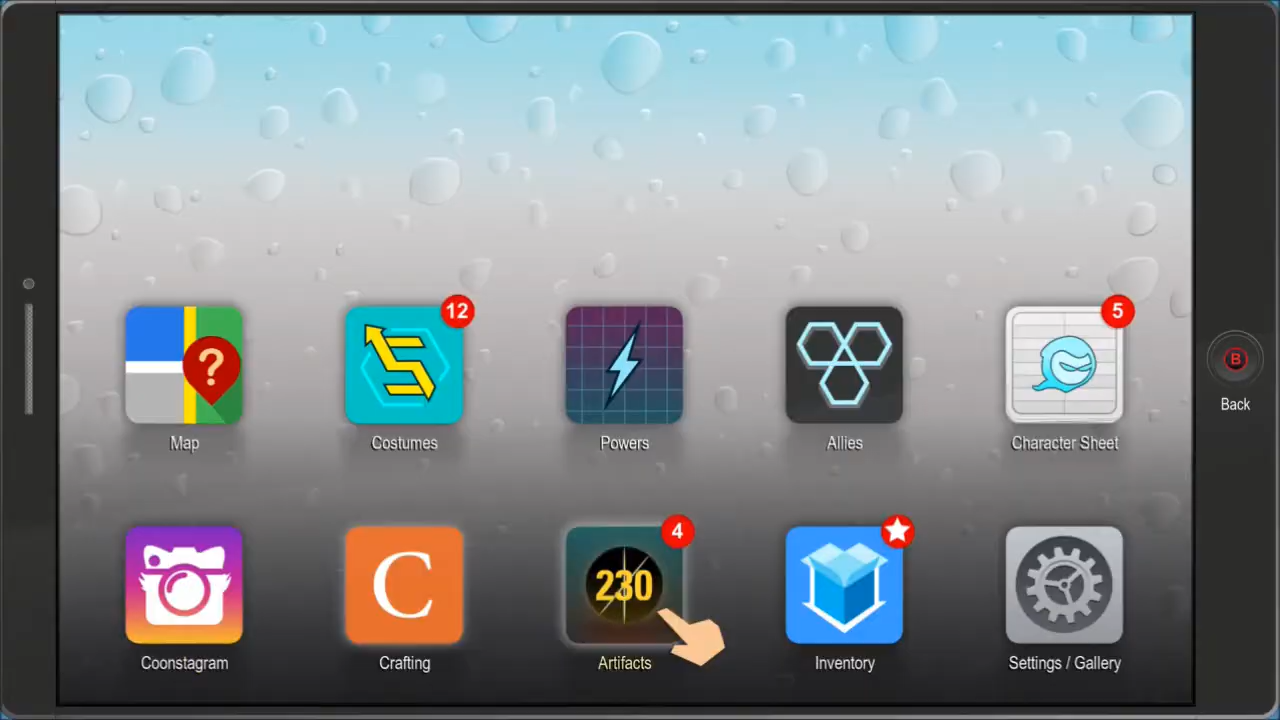 12
5
?
Map
Costumes
Powers
Allies
Character Sheet
B
Back
4
C
230
Coonstagram
Crafting
Artifacts
Inventory
Settings / Gallery